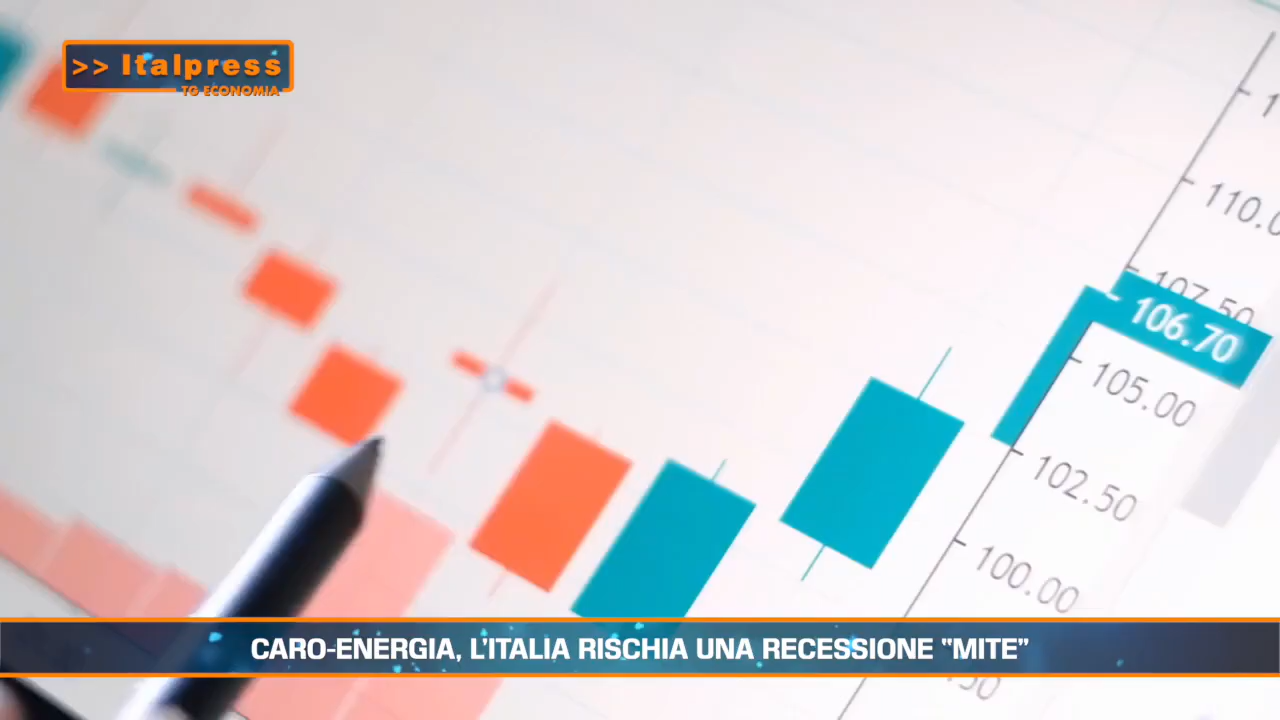 >> Italpress
TG ECONOMIA
110.0
107.50
106.70
105.00
102.50
100.00
CARO-ENERGIA, L'ITALIA RISCHIA UNA RECESSIONE "MITE"